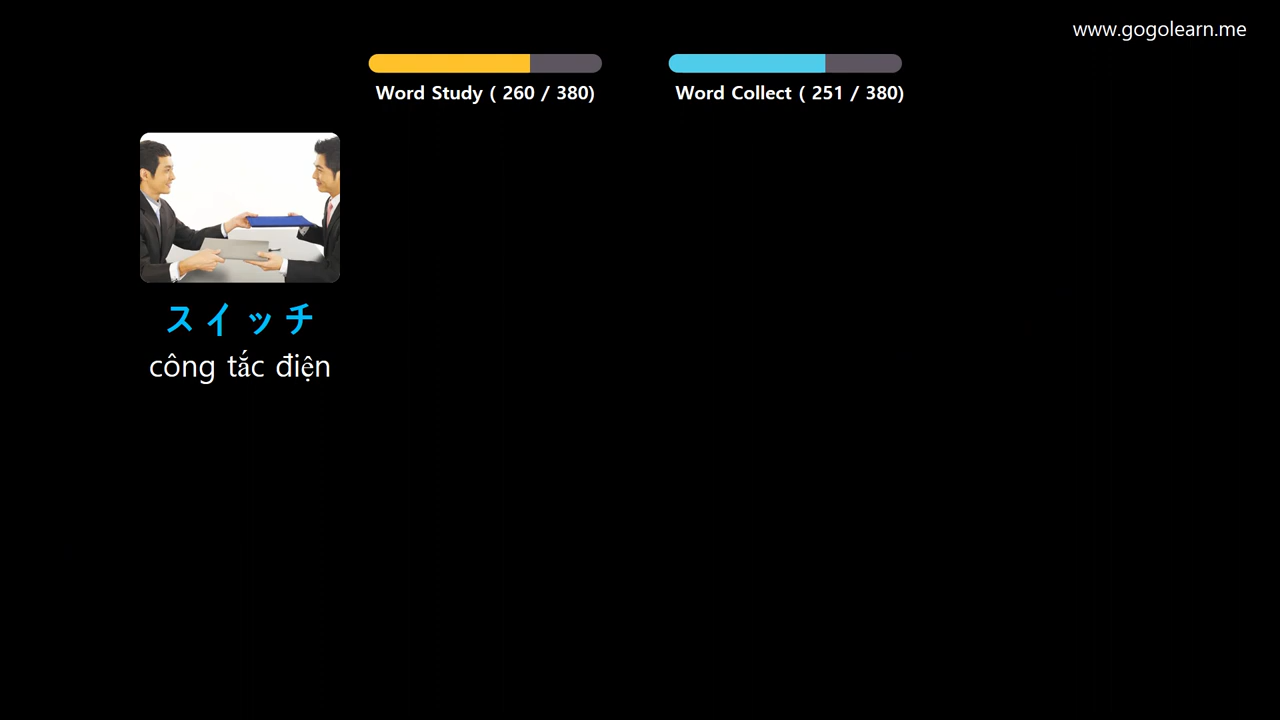 www.gogolearn.me
Word Study ( 260 / 380)
Word Collect ( 251 / 380)
スイッチ
công tắc điện